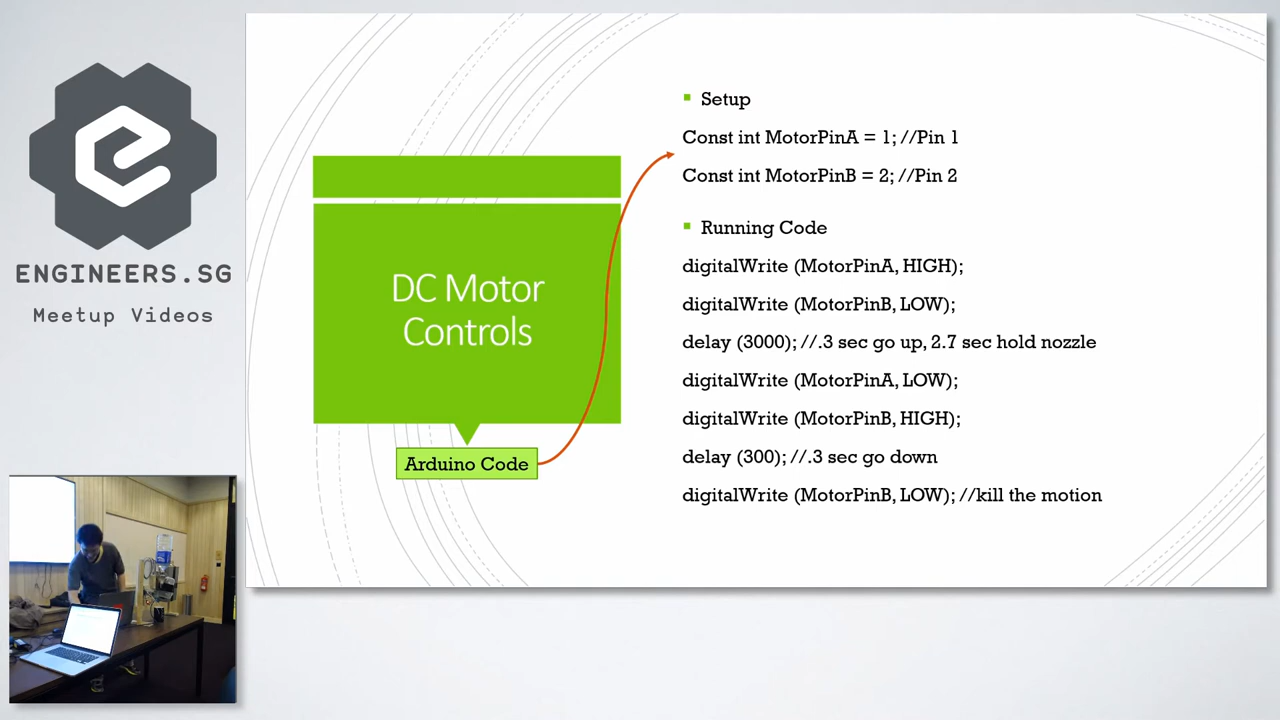 ENGINEERS.SG
Meetup Videos
DC Motor
Controls
Arduino Code
Setup
Const int MotorPinA = 1; //Pin 1
Const int MotorPinB = 2; //Pin 2
Running Code
digitalWrite (MotorPinA, HIGH);
digitalWrite (MotorPinB, LOW);
delay (3000); //.3 sec go up, 2.7 sec hold nozzle
digitalWrite (MotorPinA, LOW);
digitalWrite (MotorPinB, HIGH);
delay (300); //.3 sec go down
digitalWrite (MotorPinB, LOW); //kill the motion